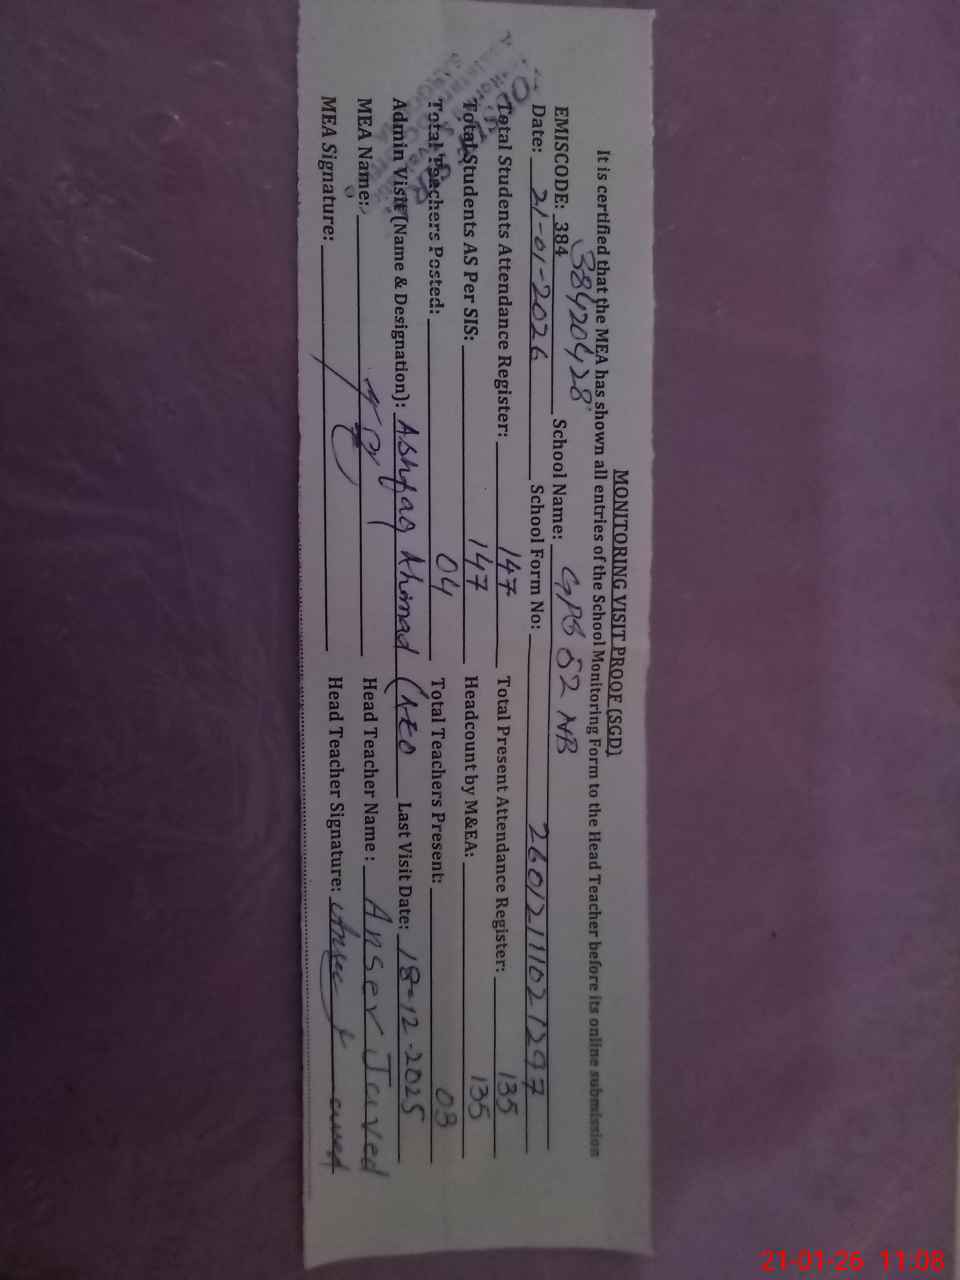 MONITORING VISIT PROOF (SGD)
It is certified that the MEA has shown all entries of the School Monitoring Form to the Head Teacher before its online submission
38420428
EMISCODE: 384 School Name: GPS 52 NB
Date: 21-01-2026 School Form No: 26012111021297
Total Students Attendance Register: 147 Total Present Attendance Register: 135
Total Students AS Per SIS: 147 Headcount by M&EA: 135
Total Teachers Posted: 04 Total Teachers Present: 03
Admin Visit (Name & Designation): Ashfaq Ahmad (AEO Last Visit Date: 18-12-2025
MEA Name: Head Teacher Name : Anser Javed
MEA Signature: Head Teacher Signature: Anser Javed
21-01-26 11:08